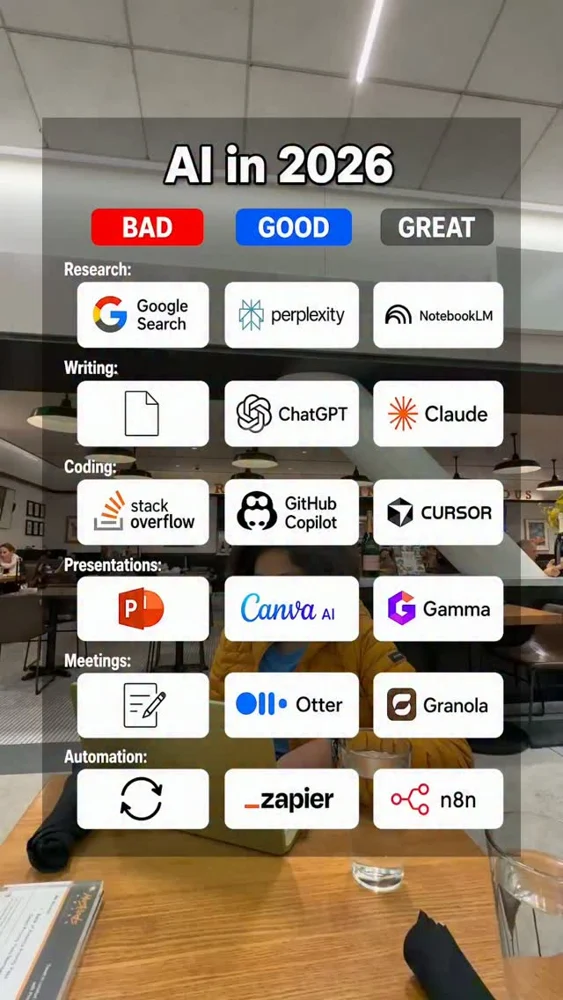 AI in 2026
BAD
GOOD
GREAT
Research:
Google
Search
perplexity
NotebookLM
Writing:
ChatGPT
Claude
Coding:
stack
overflow
GitHub
Copilot
CURSOR
Presentations:
P
Canva AI
Gamma
Meetings:
Otter
Granola
Automation:
zapier
n8n